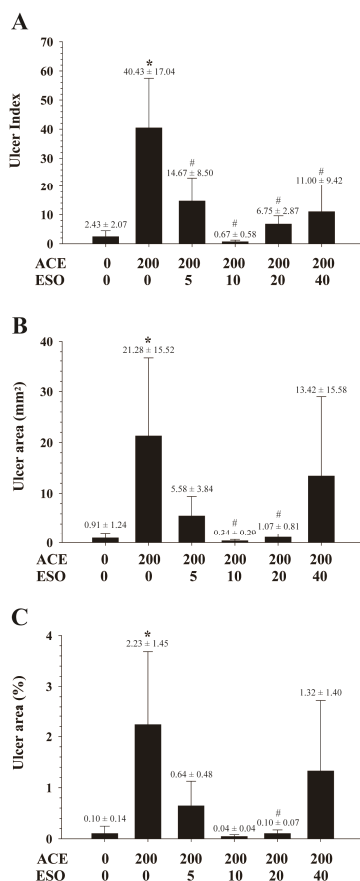 A
Ulcer Index
70
60
50
40
30
20
10
0
*
40.43 ± 17.04
2.43 ± 2.07
#
14.67 ± 8.50
#
0.67 ± 0.58
#
6.75 ± 2.87
#
11.00 ± 9.42
ACE 0 200 200 200 200 200
ESO 0 0 5 10 20 40
B
Ulcer area (mm²)
40
30
20
10
0
*
21.28 ± 15.52
0.91 ± 1.24
5.58 ± 3.84
#
#
1.07 ± 0.81
13.42 ± 15.58
ACE 0 200 200 200 200 200
ESO 0 0 5 10 20 40
C
Ulcer area (%)
4
3
2
1
0
*
2.23 ± 1.45
0.10 ± 0.14
0.64 ± 0.48
0.04 ± 0.04
#
0.10 ± 0.07
1.32 ± 1.40
ACE 0 200 200 200 200 200
ESO 0 0 5 10 20 40